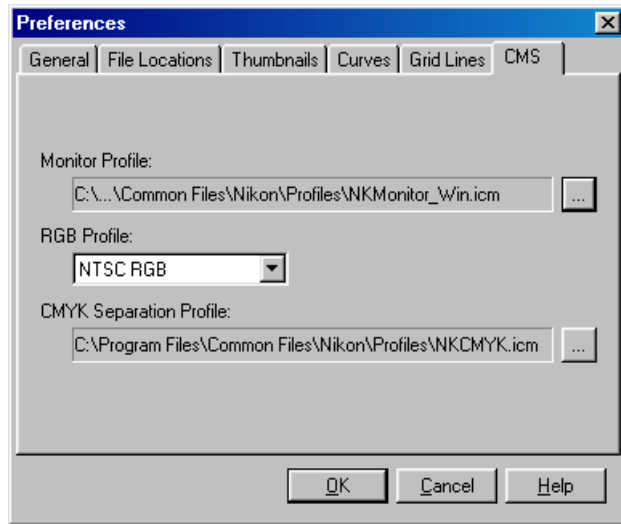 Preferences
General File Locations Thumbnails Curves Grid Lines CMS
Monitor Profile:
C:\...\Common Files\Nikon\Profiles\NKMonitor_Win.icm ...
RGB Profile:
NTSC RGB
CMYK Separation Profile:
C:\Program Files\Common Files\Nikon\Profiles\NKCMYK.icm ...
OK Cancel Help